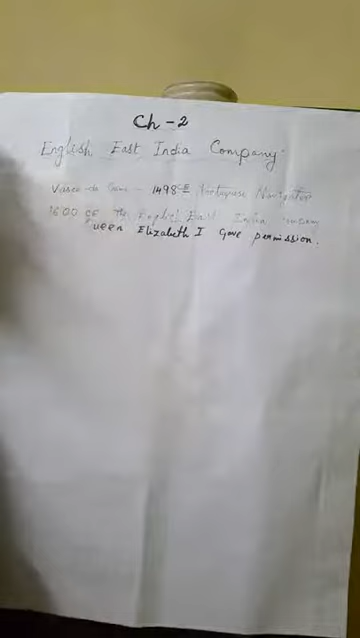 Ch - 2
English East India Company
Vasco da Gama - 1498 CE Portuguese Navigator
1600 CE The English East India Company
Queen Elizabeth I Gave permission.